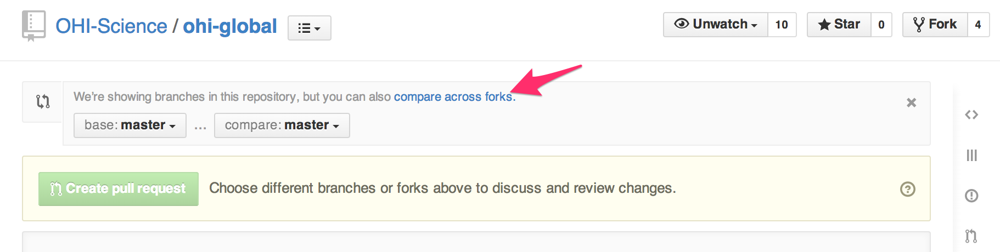 OHI-Science / ohi-global
Unwatch 10 Star 0 Fork 4
We're showing branches in this repository, but you can also compare across forks.
base: master ... compare: master
Create pull request Choose different branches or forks above to discuss and review changes.